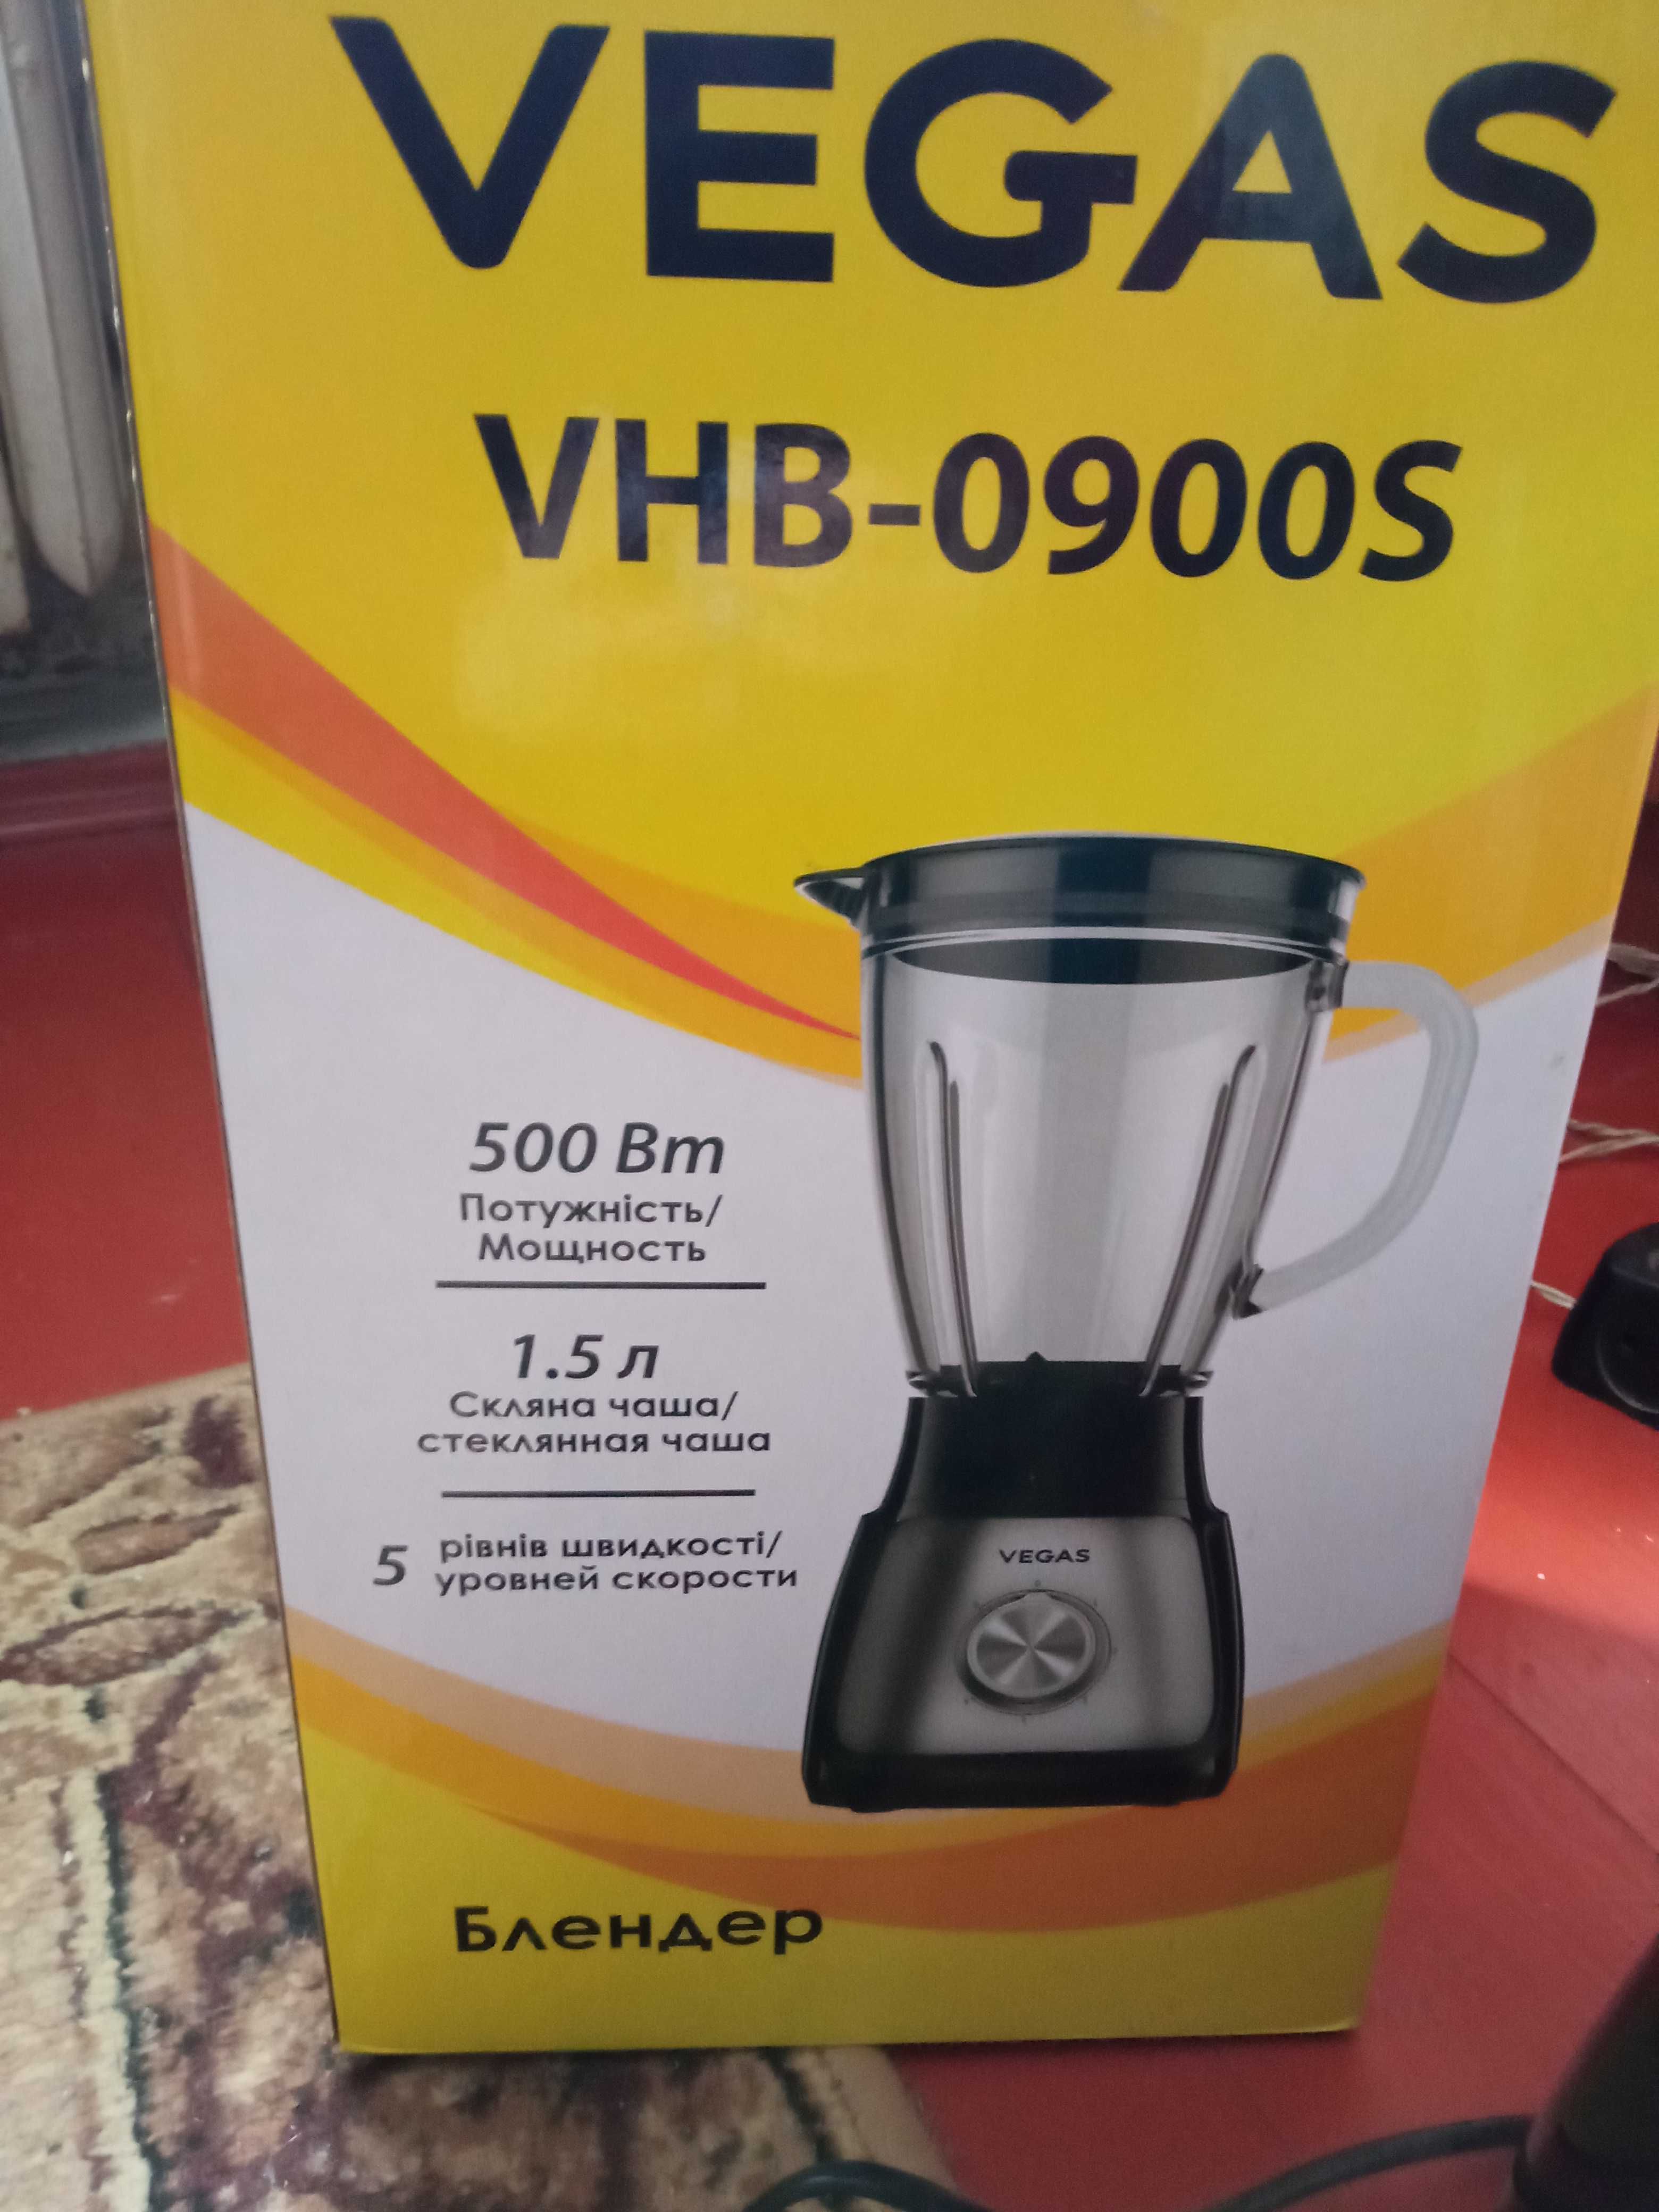 VEGAS
VHB-0900S
500 Вт
Потужність/
Мощность
1.5 л
Скляна чаша/
стеклянная чаша
5 рівнів швидкості/
уровней скорости
VEGAS
Блендер